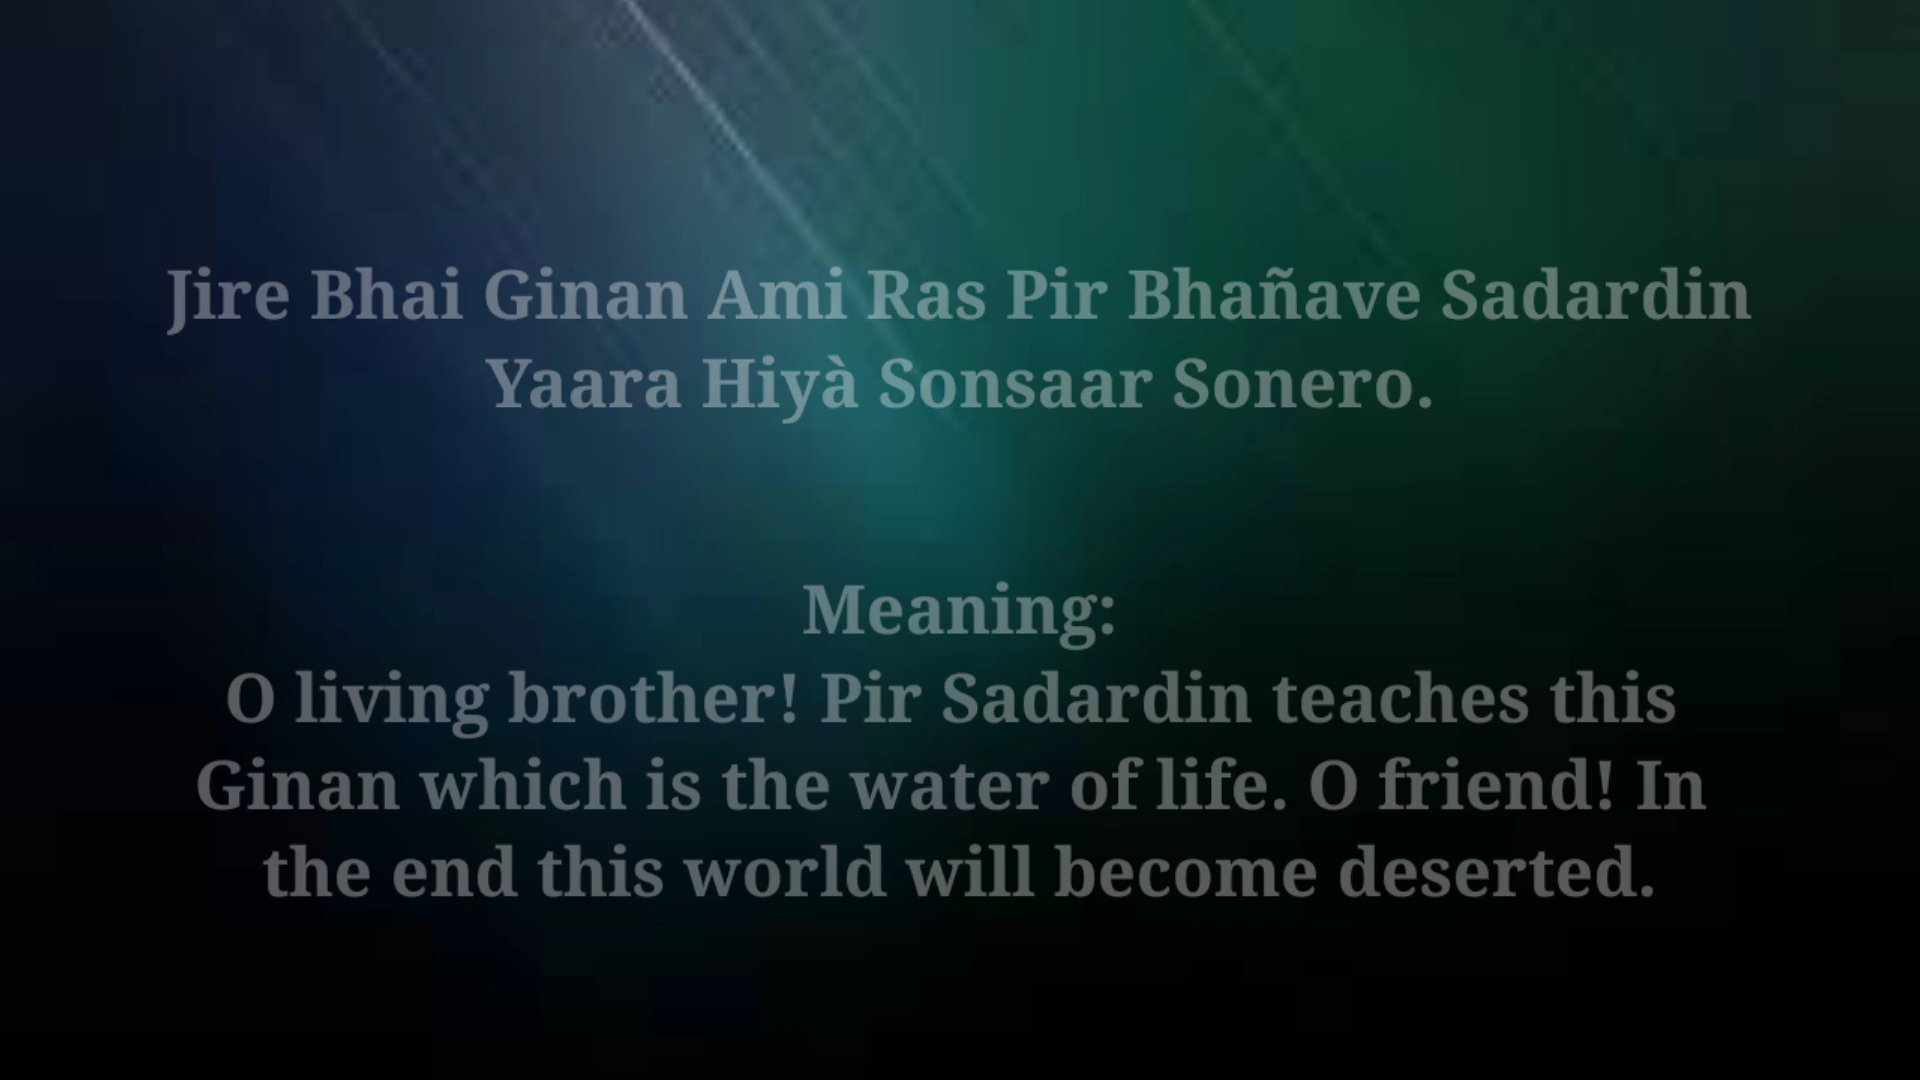 Jire Bhai Ginan Ami Ras Pir Bhañave Sadardin
Yaara Hiyà Sonsaar Sonero.
Meaning:
O living brother! Pir Sadardin teaches this
Ginan which is the water of life. O friend! In
the end this world will become deserted.